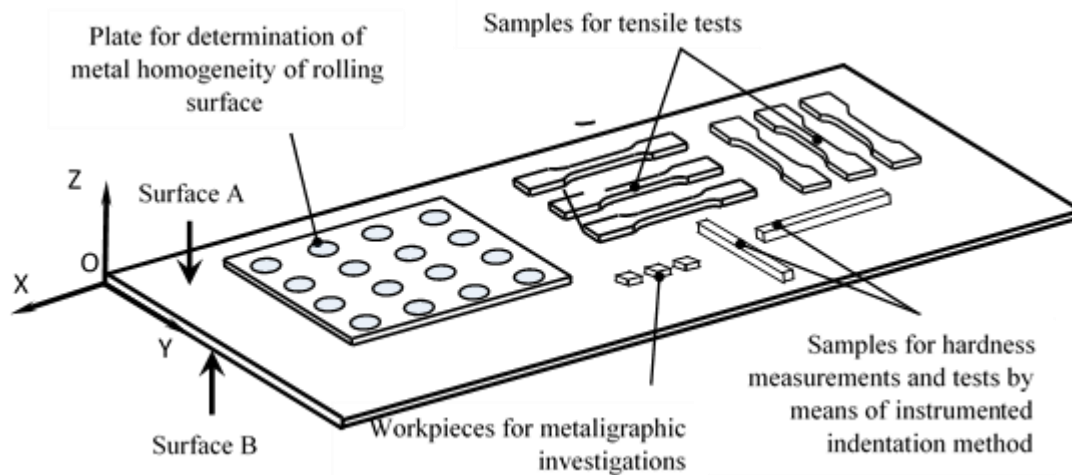 Plate for determination of
metal homogeneity of rolling
surface
Samples for tensile tests
Z
Surface A
O
X
Y
Surface B
Workpieces for metaligraphic
investigations
Samples for hardness
measurements and tests by
means of instrumented
indentation method